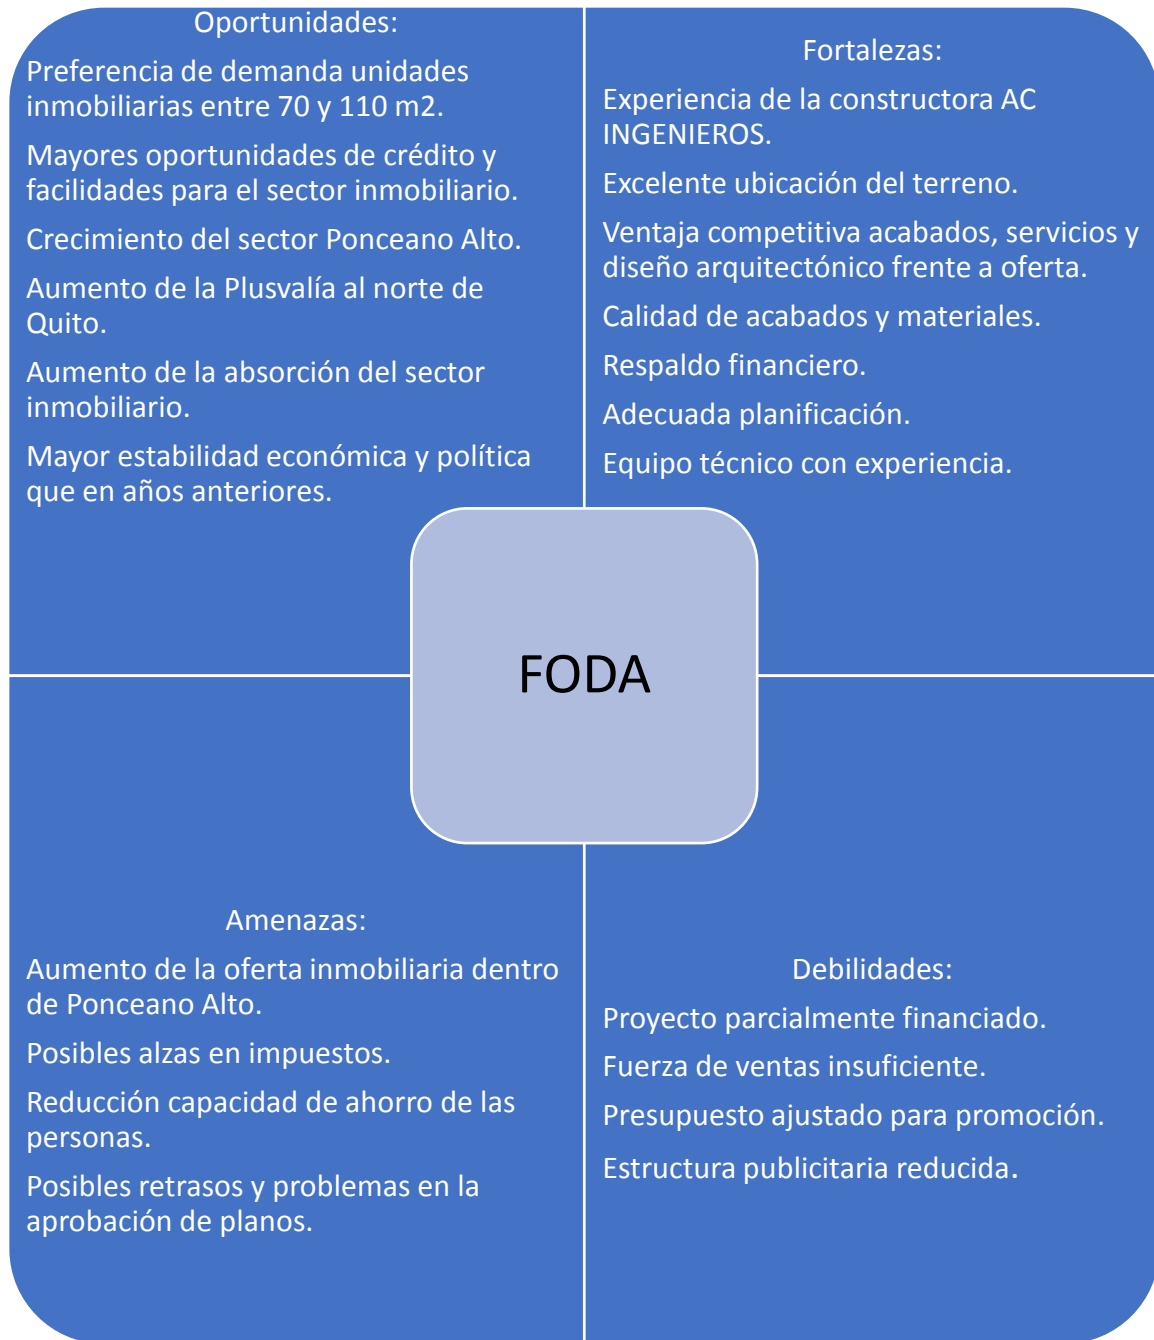 Oportunidades:
Preferencia de demanda unidades
inmobiliarias entre 70 y 110 m2.
Mayores oportunidades de crédito y
facilidades para el sector inmobiliario.
Crecimiento del sector Ponceano Alto.
Aumento de la Plusvalía al norte de
Quito.
Aumento de la absorción del sector
inmobiliario.
Mayor estabilidad económica y política
que en años anteriores.
Fortalezas:
Experiencia de la constructora AC
INGENIEROS.
Excelente ubicación del terreno.
Ventaja competitiva acabados, servicios y
diseño arquitectónico frente a oferta.
Calidad de acabados y materiales.
Respaldo financiero.
Adecuada planificación.
Equipo técnico con experiencia.
FODA
Amenazas:
Aumento de la oferta inmobiliaria dentro
de Ponceano Alto.
Posibles alzas en impuestos.
Reducción capacidad de ahorro de las
personas.
Posibles retrasos y problemas en la
aprobación de planos.
Debilidades:
Proyecto parcialmente financiado.
Fuerza de ventas insuficiente.
Presupuesto ajustado para promoción.
Estructura publicitaria reducida.